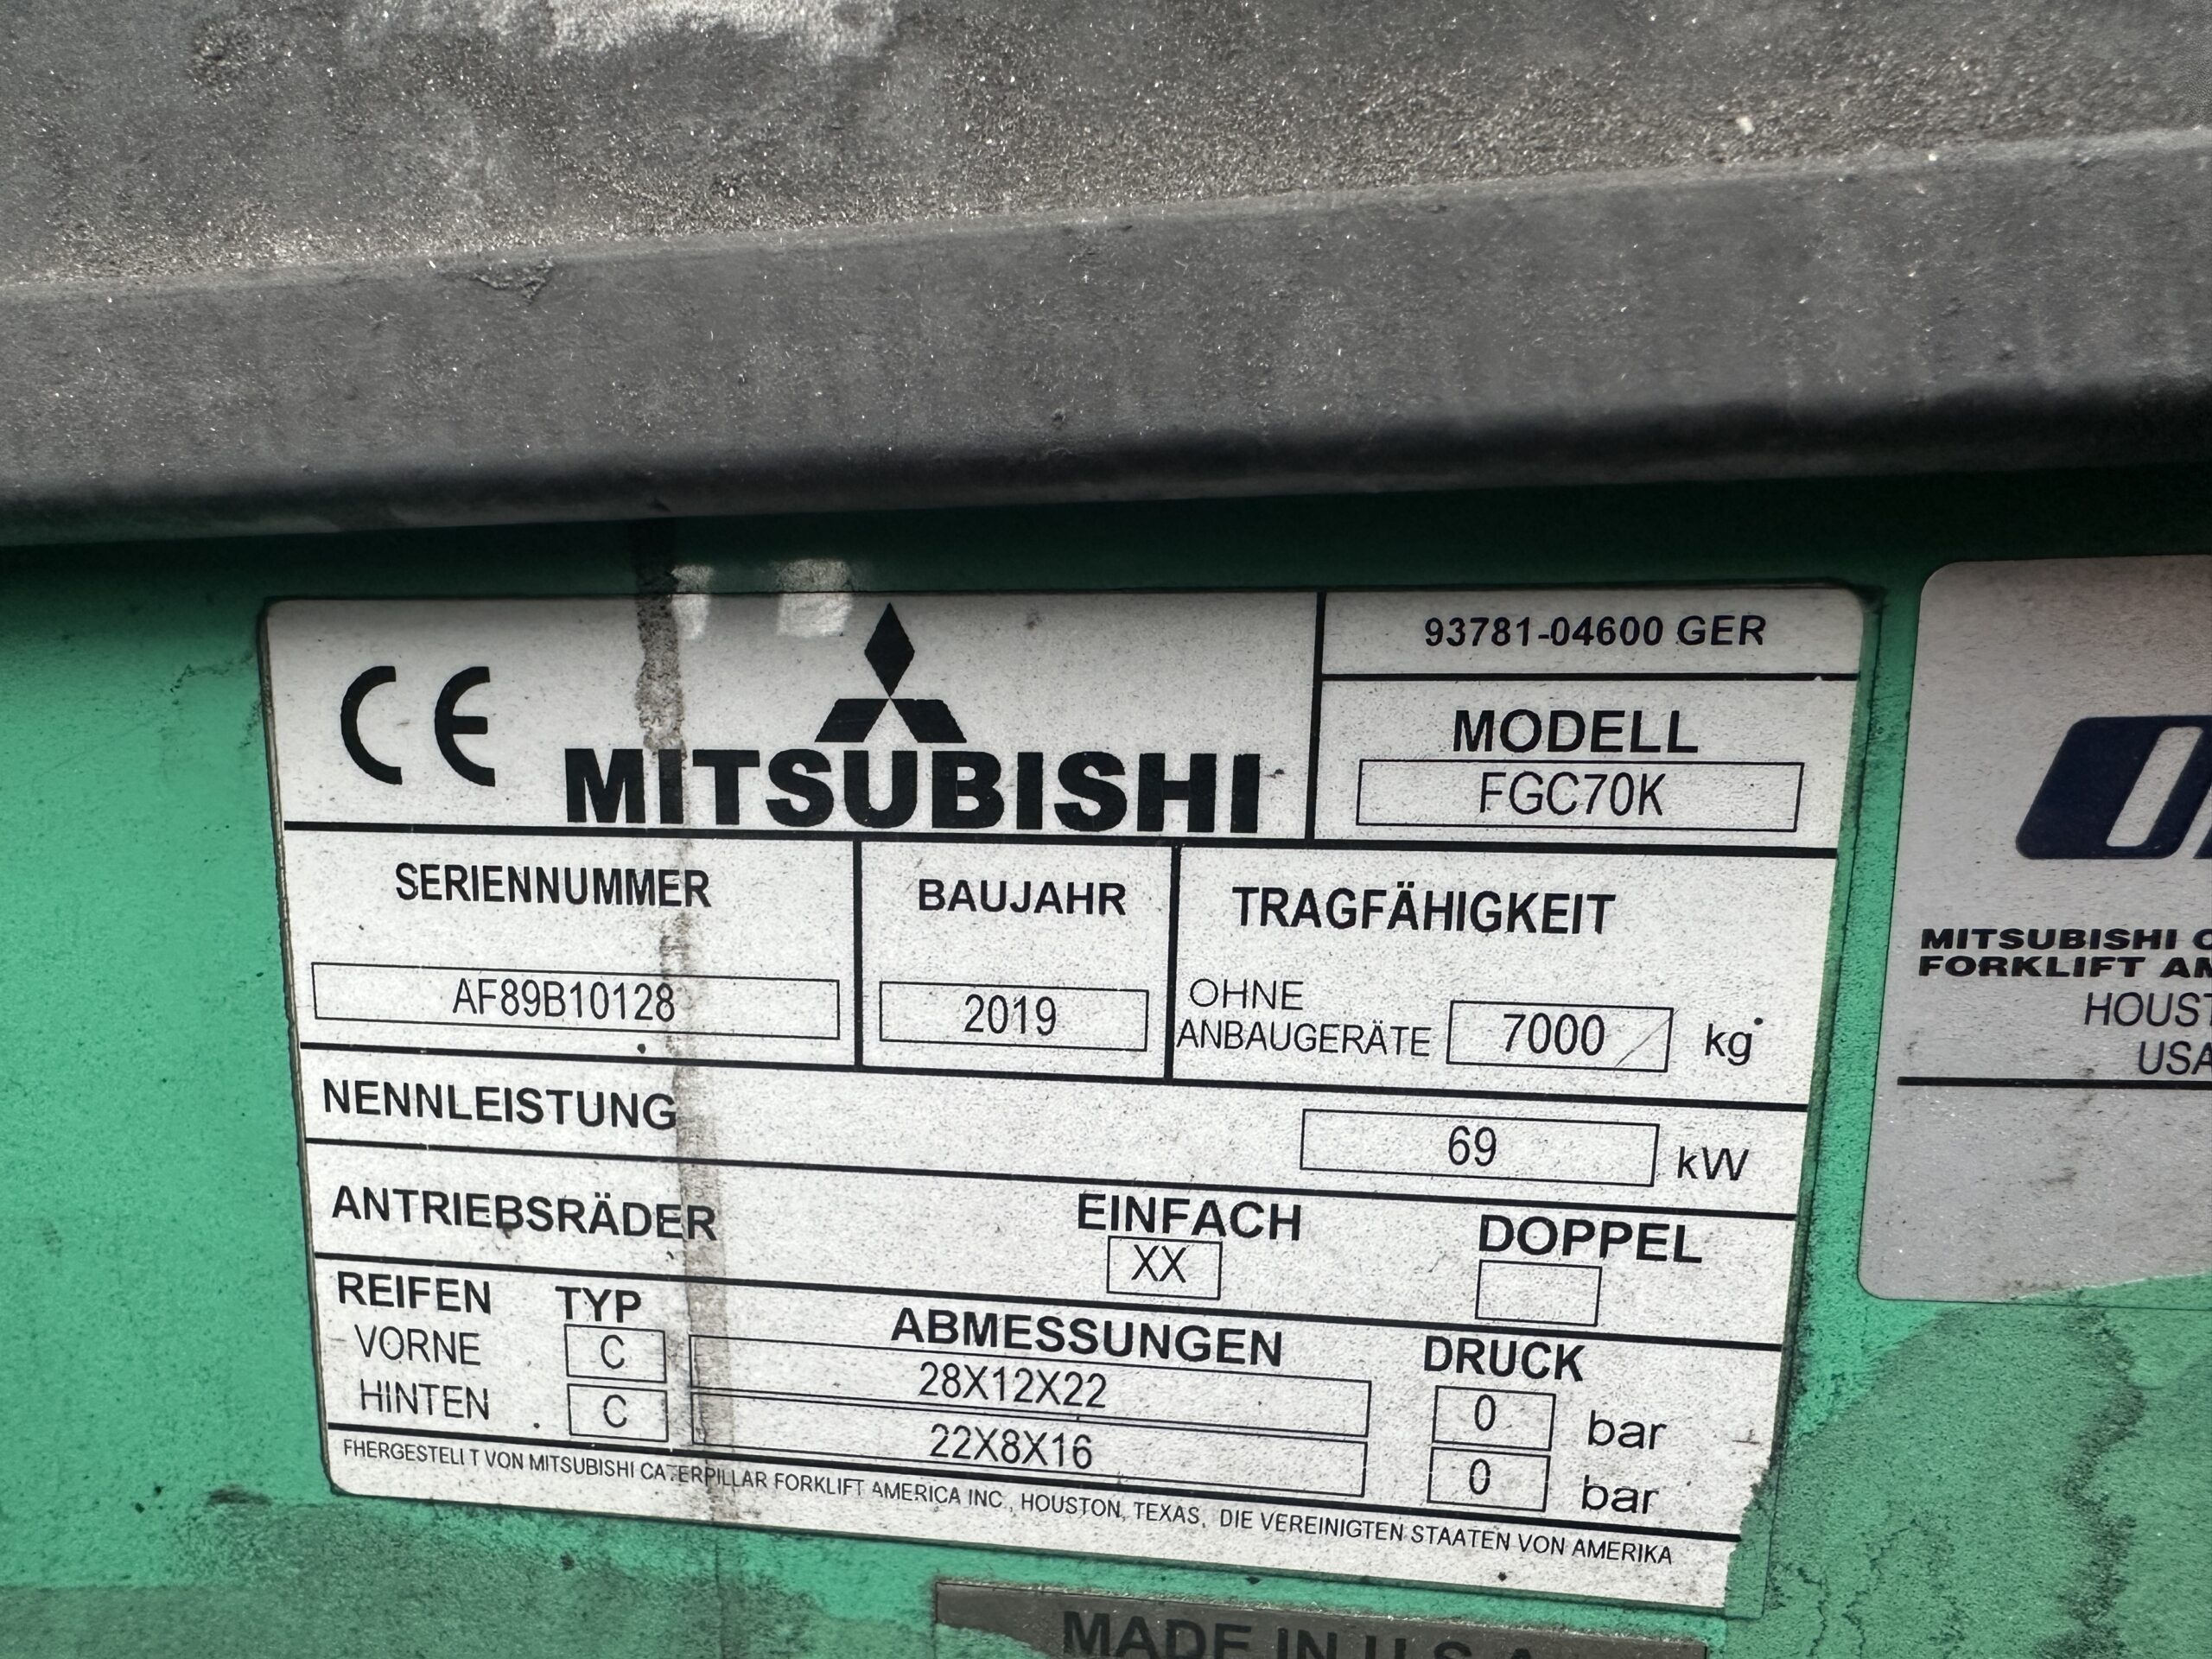 CE
MITSUBISHI
93781-04600 GER
MODELL
FGC70K
SERIENNUMMER
AF89B10128
BAUJAHR
2019
TRAGFÄHIGKEIT
OHNE
ANBAUGERÄTE 7000 kg
NENNLEISTUNG 69 kW
ANTRIEBSRÄDER EINFACH XX DOPPEL
REIFEN TYP ABMESSUNGEN DRUCK
VORNE C 28X12X22 0 bar
HINTEN C 22X8X16 0 bar
FHERGESTELLT VON MITSUBISHI CATERPILLAR FORKLIFT AMERICA INC., HOUSTON, TEXAS, DIE VEREINIGTEN STAATEN VON AMERIKA
MADE IN U.S.A
MITSUBISHI
FORKLIFT
USA